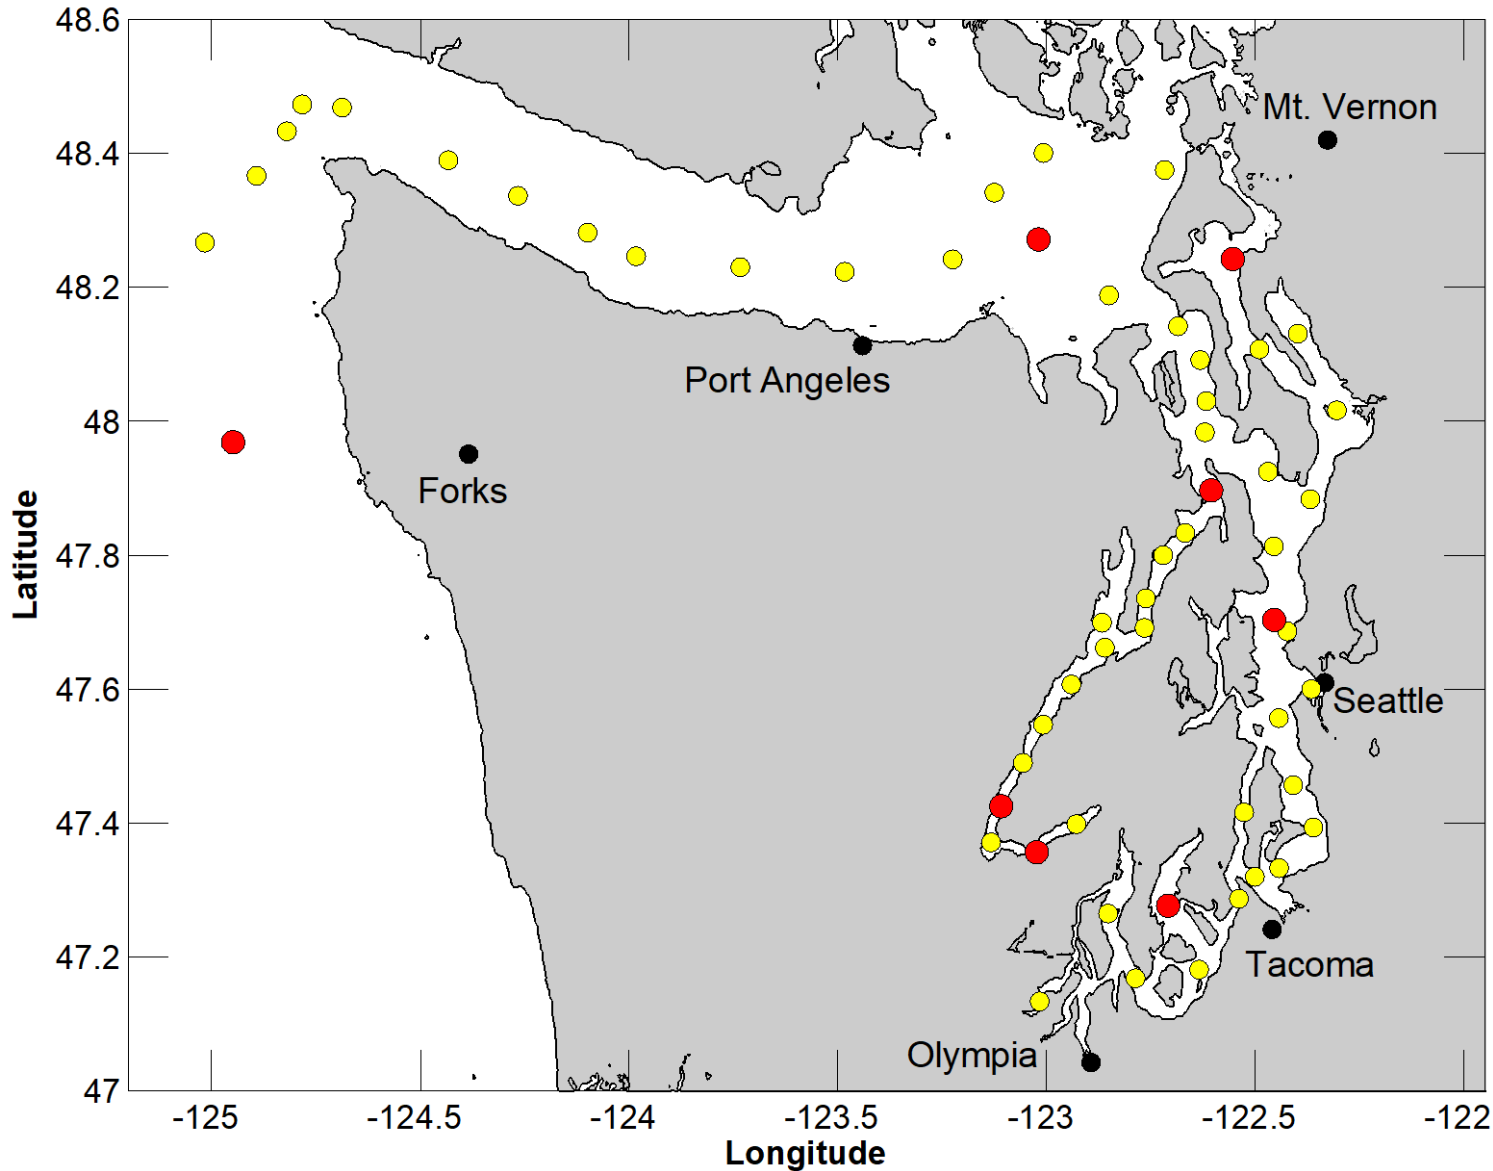 48.6
Mt. Vernon
48.4
48.2
Port Angeles
48
Forks
Latitude
47.8
47.6
Seattle
47.4
47.2
Tacoma
Olympia
47
-125
-124.5
-124
-123.5
-123
-122.5
-122
Longitude